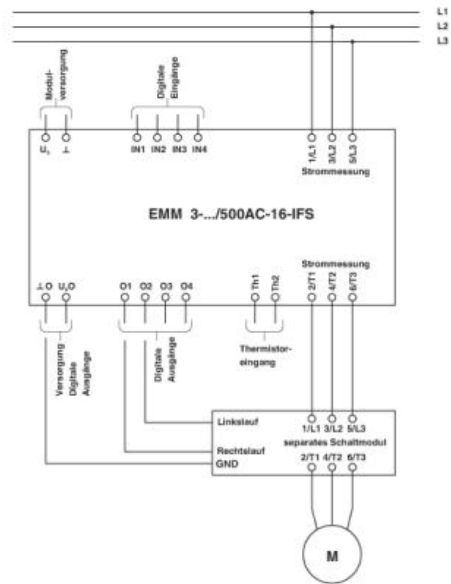 L1
L2
L3
Modul-
versorgung
Digitale
Eingänge
US ⊥
IN1 IN2 IN3 IN4
1/L1 3/L2 5/L3
Strommessung
EMM 3-.../500AC-16-IFS
Strommessung
⊥O USO
O1 O2 O3 O4
Th1 Th2
2/T1 4/T2 6/T3
Versorgung
Digitale
Ausgänge
Digitale
Ausgänge
Thermistor-
eingang
Linkslauf
1/L1 3/L2 5/L3
separates Schaltmodul
Rechtslauf
GND
2/T1 4/T2 6/T3
M